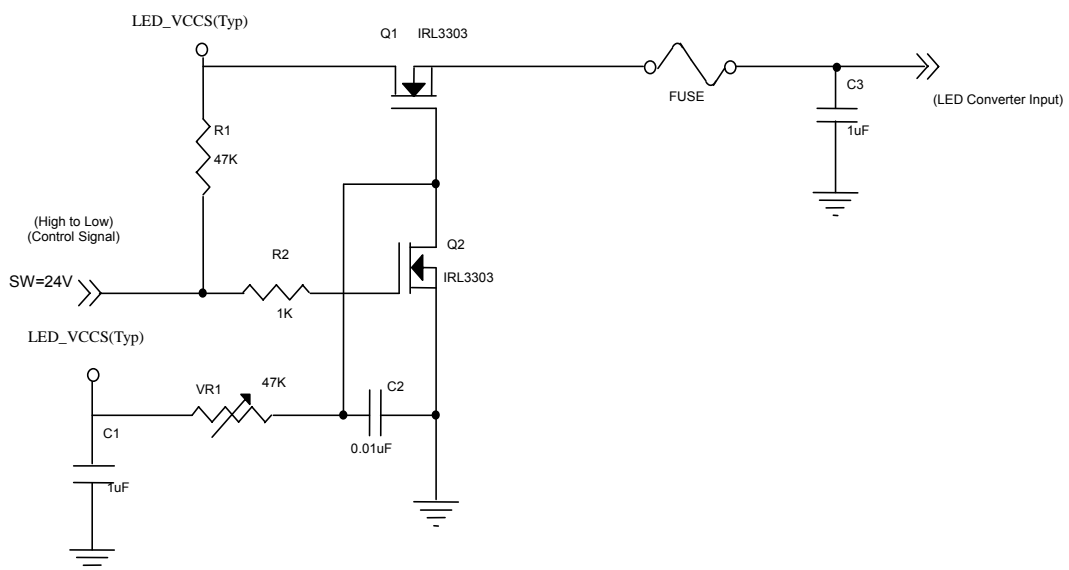 LED_VCCS(Typ)
Q1 IRL3303
FUSE
C3
1uF
(LED Converter Input)
R1
47K
(High to Low)
(Control Signal)
SW=24V
R2
1K
Q2
IRL3303
LED_VCCS(Typ)
VR1
47K
C2
0.01uF
C1
1uF